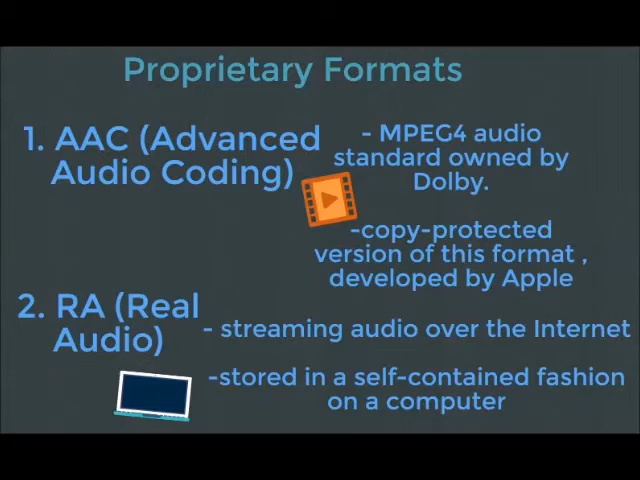 Proprietary Formats
1. AAC (Advanced
Audio Coding)
- MPEG4 audio
standard owned by
Dolby.
-copy-protected
version of this format ,
developed by Apple
2. RA (Real
Audio)
- streaming audio over the Internet
-stored in a self-contained fashion
on a computer